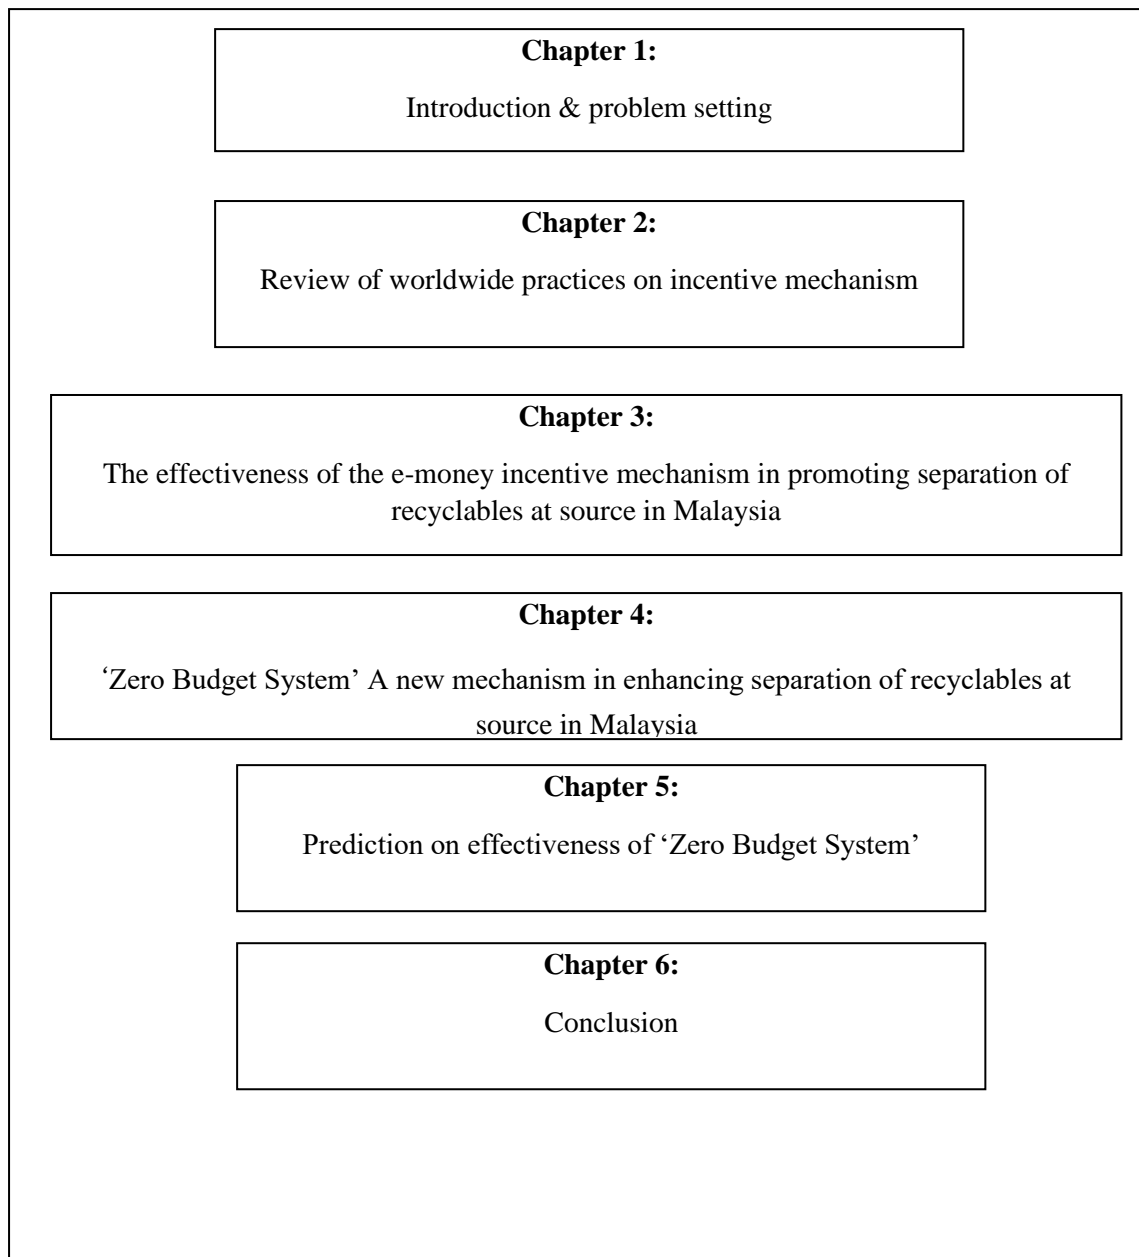 Chapter 1:
Introduction & problem setting
Chapter 2:
Review of worldwide practices on incentive mechanism
Chapter 3:
The effectiveness of the e-money incentive mechanism in promoting separation of
recyclables at source in Malaysia
Chapter 4:
‘Zero Budget System’ A new mechanism in enhancing separation of recyclables at
source in Malaysia
Chapter 5:
Prediction on effectiveness of ‘Zero Budget System’
Chapter 6:
Conclusion